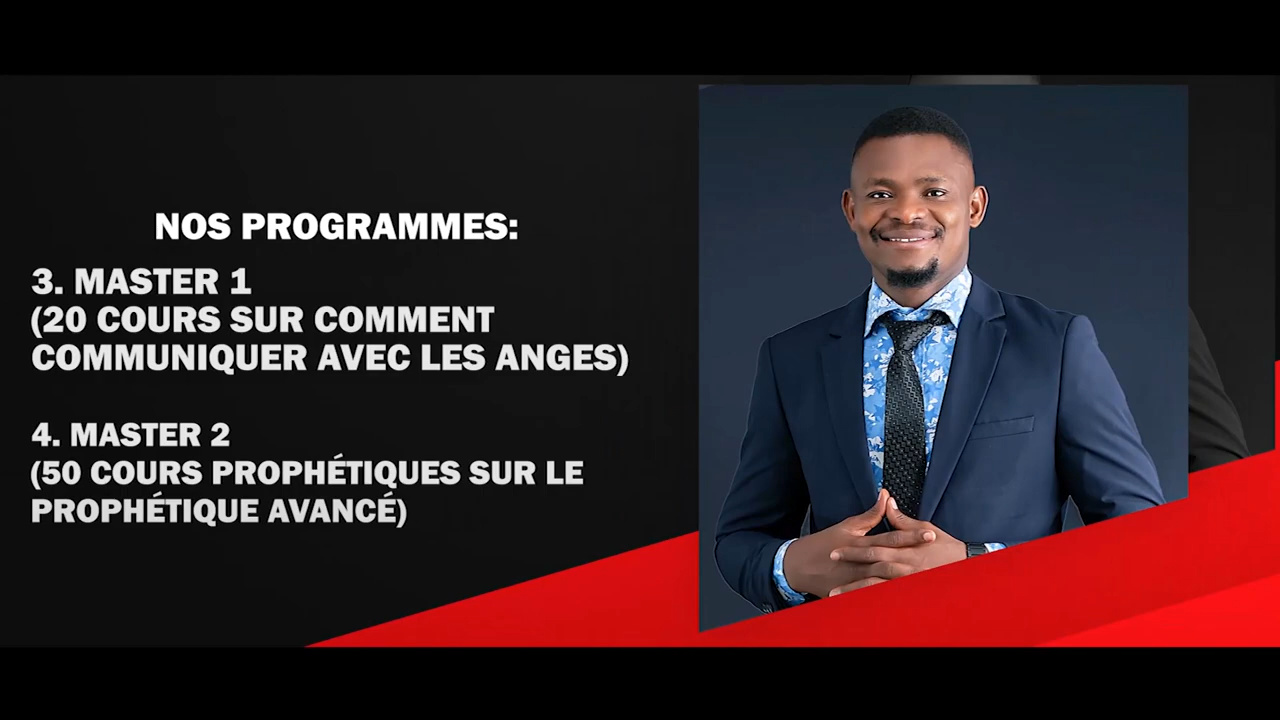 NOS PROGRAMMES:
3. MASTER 1
(20 COURS SUR COMMENT
COMMUNIQUER AVEC LES ANGES)
4. MASTER 2
(50 COURS PROPHÉTIQUES SUR LE
PROPHÉTIQUE AVANCÉ)